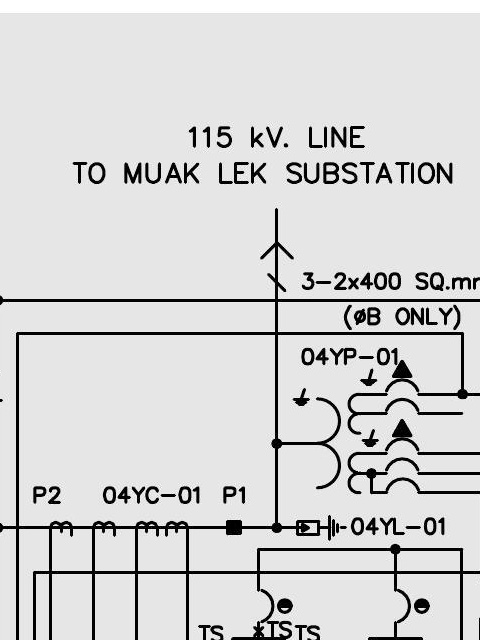 115 kV. LINE
TO MUAK LEK SUBSTATION
3-2x400 SQ.mm
(øB ONLY)
04YP-01
P2 04YC-01 P1
04YL-01
TS TS TS